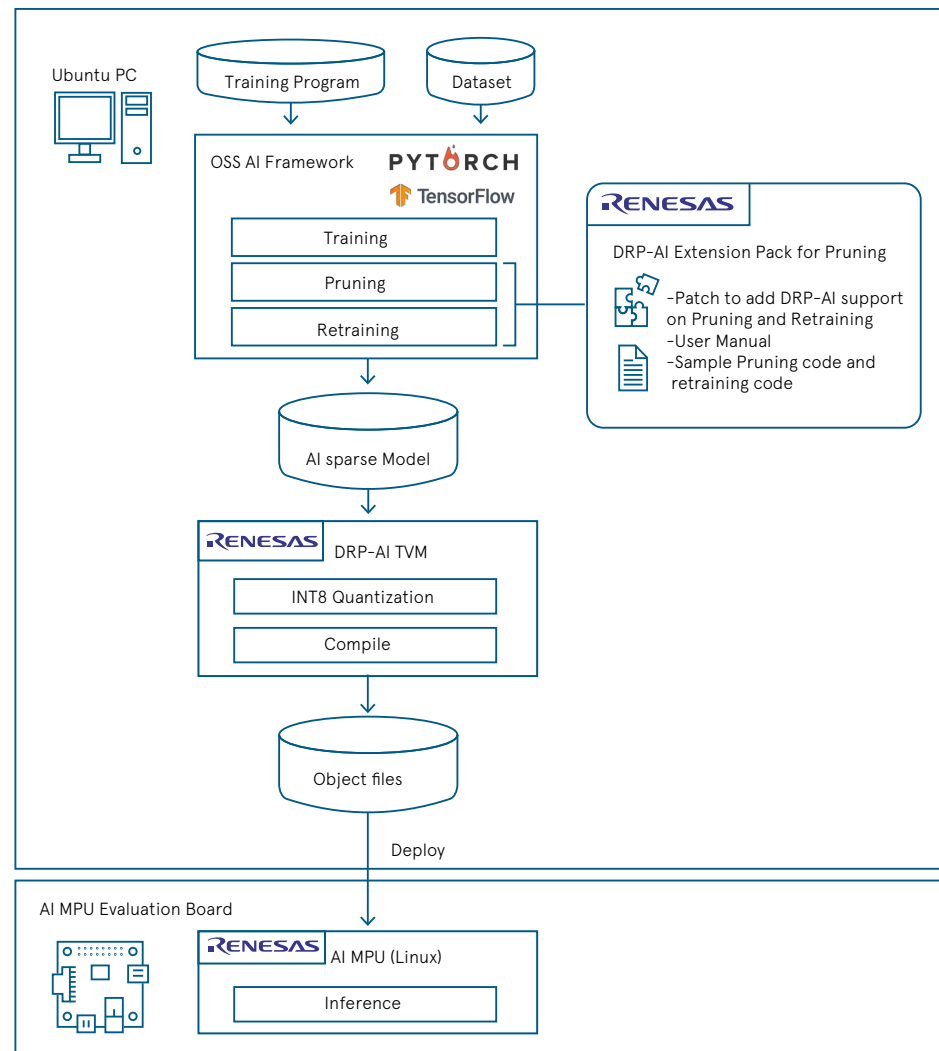 Ubuntu PC
Training Program
Dataset
OSS AI Framework
PYTORCH
TensorFlow
Training
Pruning
Retraining
RENESAS
DRP-AI Extension Pack for Pruning
-Patch to add DRP-AI support
on Pruning and Retraining
-User Manual
-Sample Pruning code and
retraining code
AI sparse Model
RENESAS
DRP-AI TVM
INT8 Quantization
Compile
Object files
Deploy
AI MPU Evaluation Board
RENESAS
AI MPU (Linux)
Inference